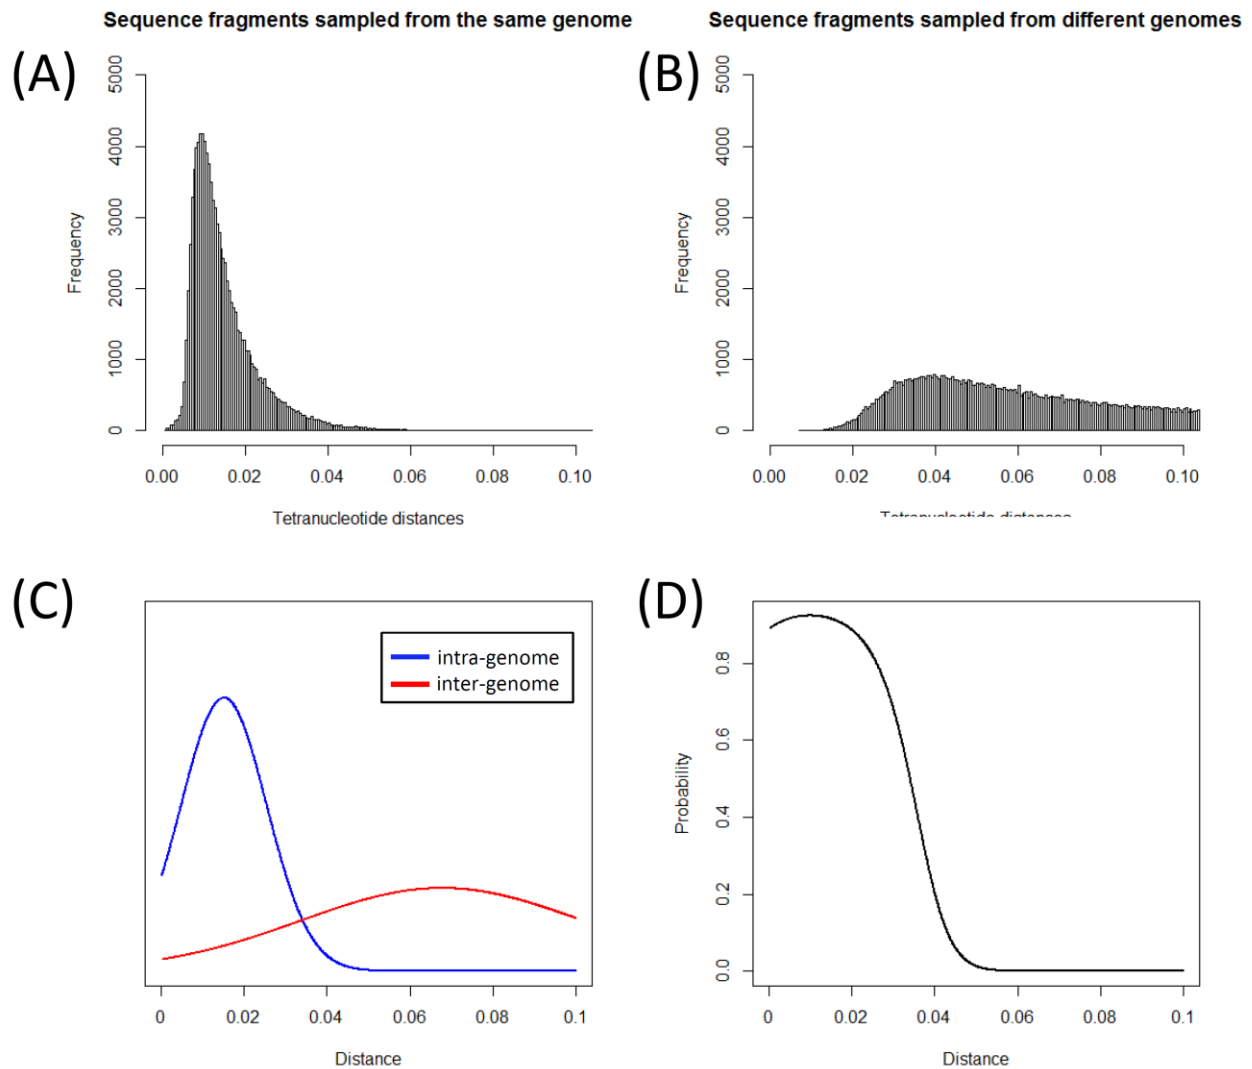 Sequence fragments sampled from the same genome
Sequence fragments sampled from different genomes
(A)
5000
4000
3000
2000
1000
0
Frequency
0.00 0.02 0.04 0.06 0.08 0.10
Tetranucleotide distances
(B)
5000
4000
3000
2000
1000
0
Frequency
0.00 0.02 0.04 0.06 0.08 0.10
Tetranucleotide distances
(C)
intra-genome
inter-genome
0 0.02 0.04 0.06 0.08 0.1
Distance
(D)
0.8
0.6
0.4
0.2
0.0
Probability
0 0.02 0.04 0.06 0.08 0.1
Distance